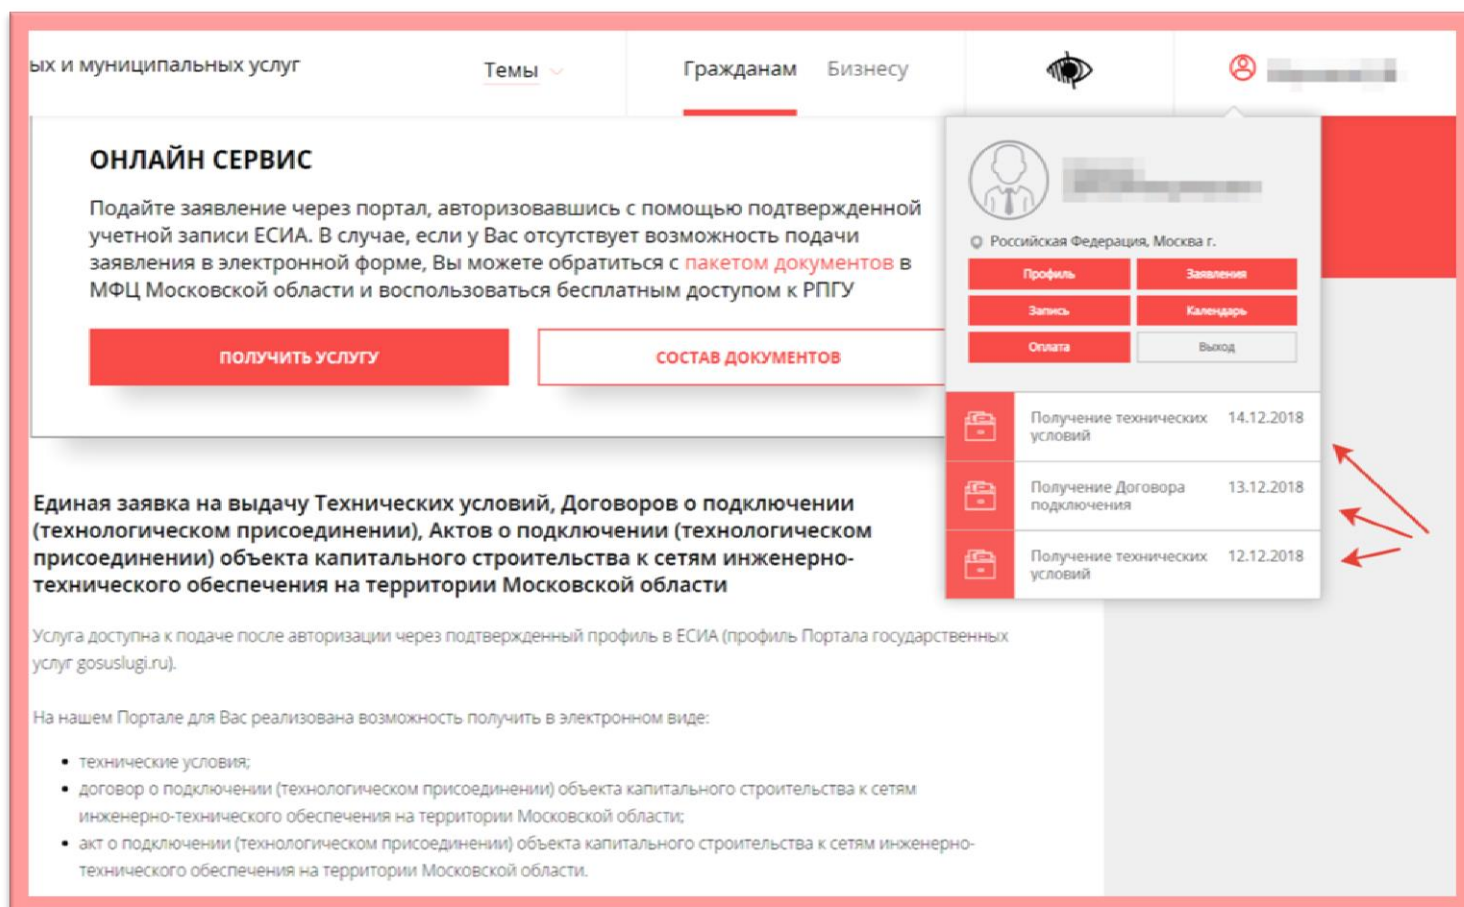 ых и муниципальных услуг
Темы
Гражданам
Бизнесу
ОНЛАЙН СЕРВИС
Подайте заявление через портал, авторизовавшись с помощью подтвержденной
учетной записи ЕСИА. В случае, если у Вас отсутствует возможность подачи
заявления в электронной форме, Вы можете обратиться с пакетом документов в
МФЦ Московской области и воспользоваться бесплатным доступом к РПГУ
ПОЛУЧИТЬ УСЛУГУ
СОСТАВ ДОКУМЕНТОВ
Российская Федерация, Москва г.
Профиль
Заявления
Запись
Календарь
Оплата
Выход
Получение технических 14.12.2018
условий
Получение Договора 13.12.2018
подключения
Получение технических 12.12.2018
условий
Единая заявка на выдачу Технических условий, Договоров о подключении
(технологическом присоединении), Актов о подключении (технологическом
присоединении) объекта капитального строительства к сетям инженерно-
технического обеспечения на территории Московской области
Услуга доступна к подаче после авторизации через подтвержденный профиль в ЕСИА (профиль Портала государственных
услуг gosuslugi.ru).
На нашем Портале для Вас реализована возможность получить в электронном виде:
• технические условия;
• договор о подключении (технологическом присоединении) объекта капитального строительства к сетям
инженерно-технического обеспечения на территории Московской области;
• акт о подключении (технологическом присоединении) объекта капитального строительства к сетям инженерно-
технического обеспечения на территории Московской области.